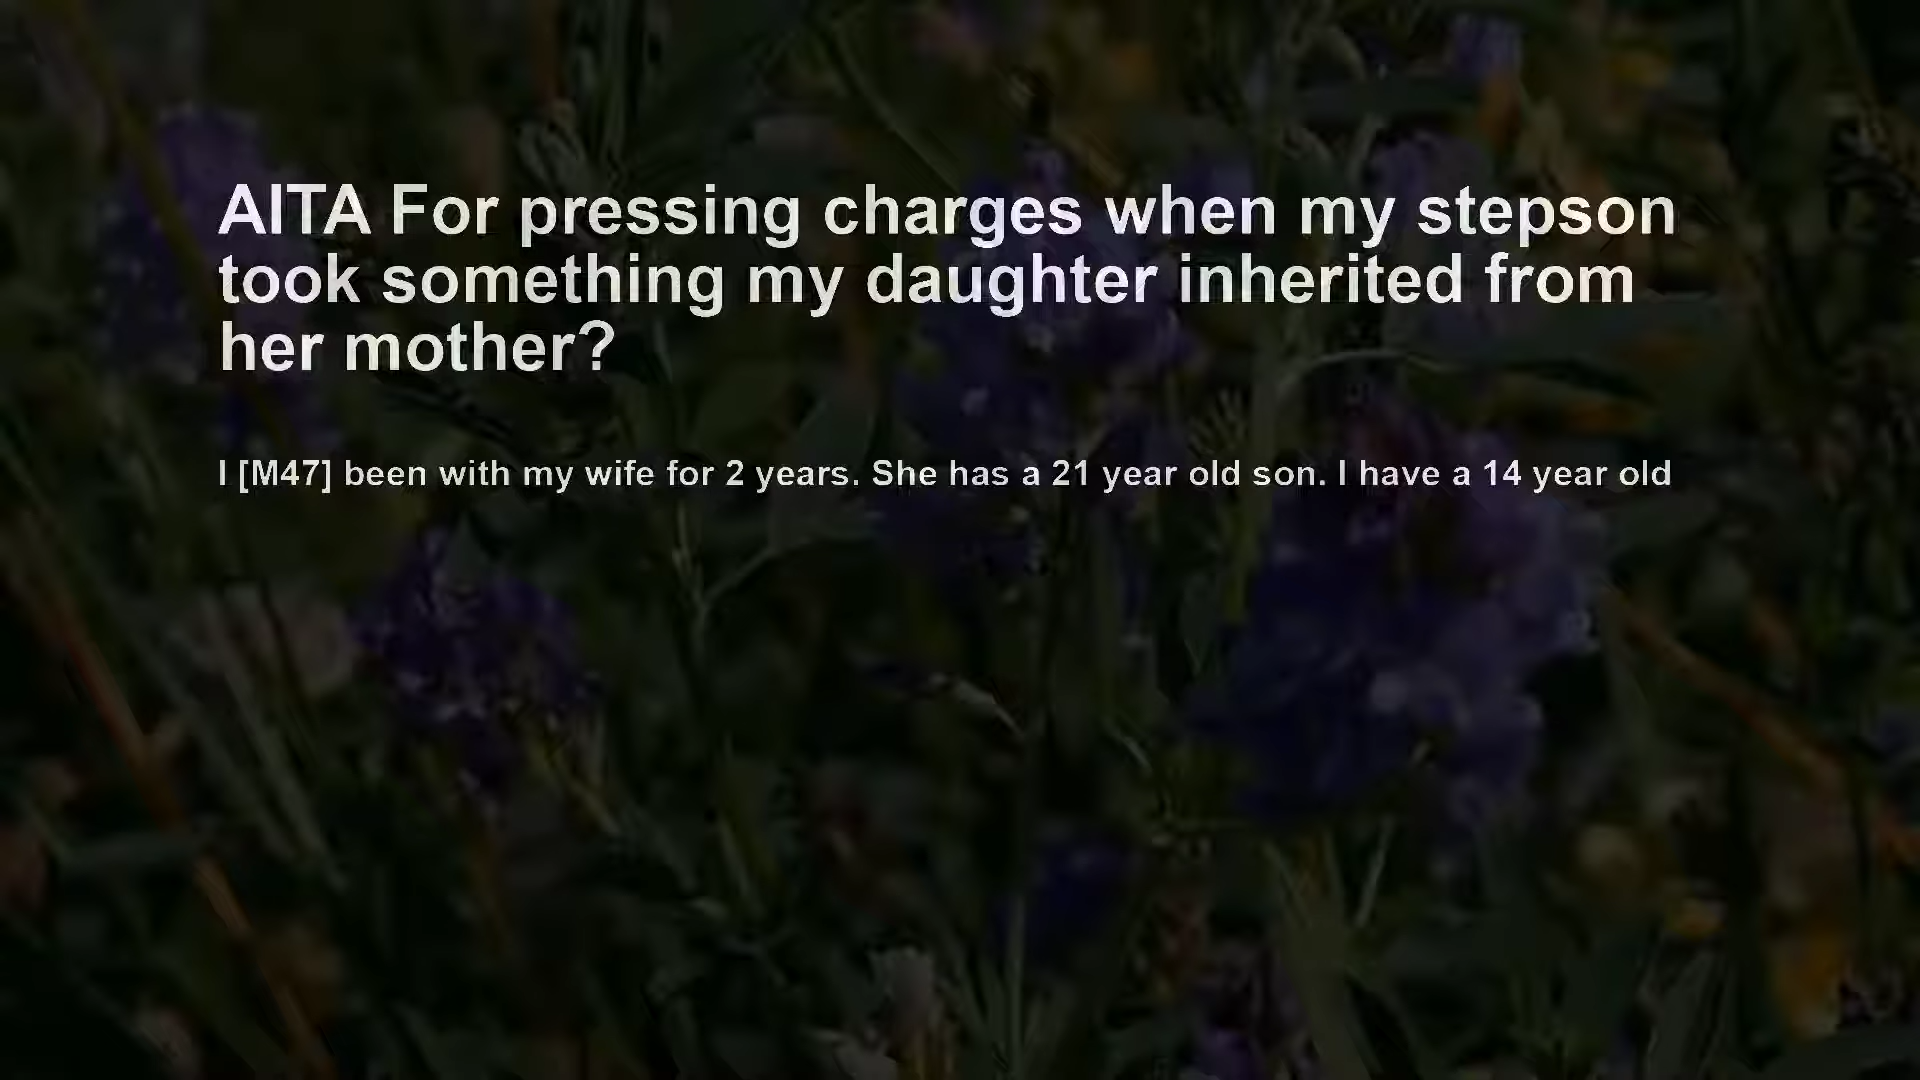 AITA For pressing charges when my stepson
took something my daughter inherited from
her mother?
I [M47] been with my wife for 2 years. She has a 21 year old son. I have a 14 year old